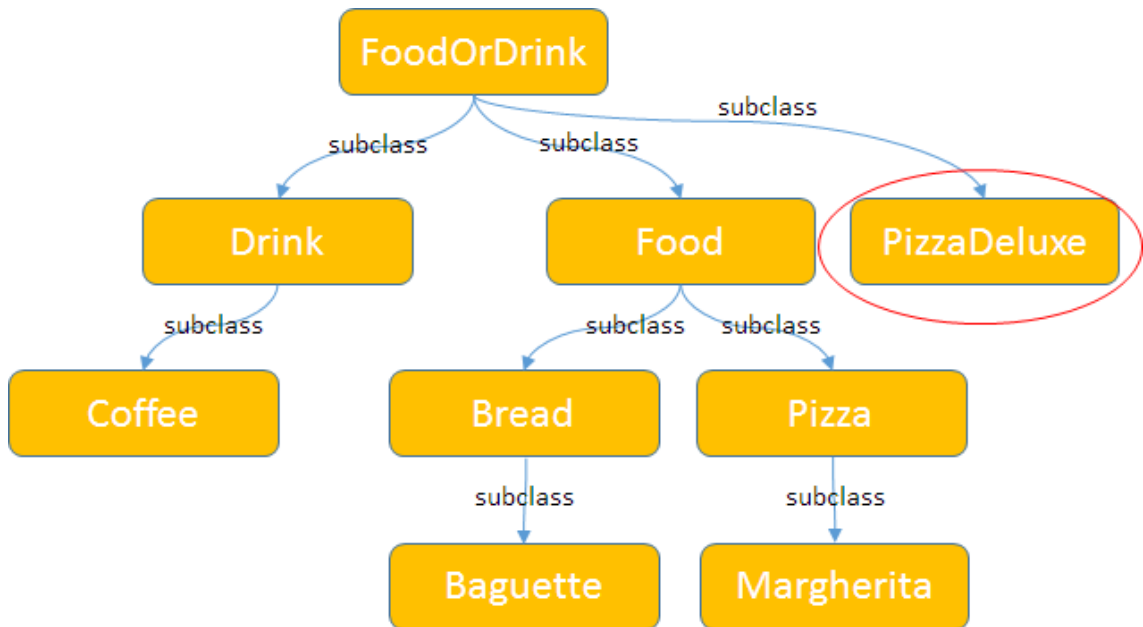 FoodOrDrink
subclass
subclass
subclass
Drink
Food
PizzaDeluxe
subclass
subclass
subclass
Coffee
Bread
Pizza
subclass
subclass
Baguette
Margherita